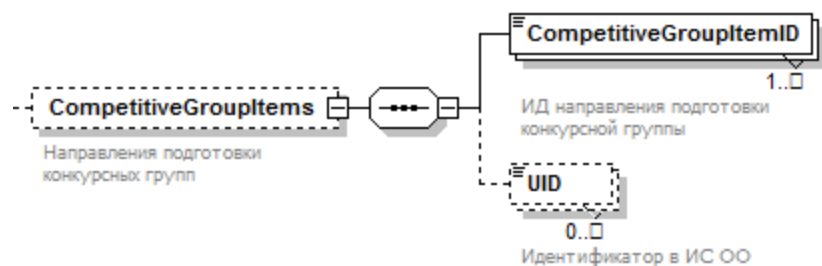 CompetitiveGroupItemID
1..□
ИД направления подготовки
конкурсной группы
CompetitiveGroupItems
Направления подготовки
конкурсных групп
UID
0..□
Идентификатор в ИС ОО